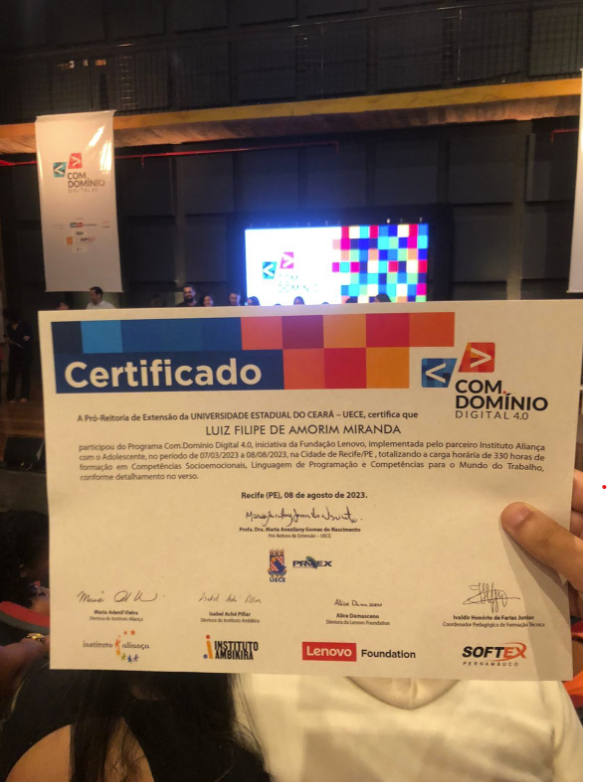 COM.
DOMÍNIO
DIGITAL 4.0
COM
DOMÍNIO
Certificado
COM.
DOMÍNIO
DIGITAL 4.0
A Pró-Reitoria de Extensão da UNIVERSIDADE ESTADUAL DO CEARÁ – UECE, certifica que
LUIZ FILIPE DE AMORIM MIRANDA
participou do Programa Com.Domínio Digital 4.0, iniciativa da Fundação Lenovo, implementada pelo parceiro Instituto Aliança
com o Adolescente, no período de 07/03/2023 a 08/08/2023, na Cidade de Recife/PE , totalizando a carga horária de 330 horas de
formação em Competências Socioemocionais, Linguagem de Programação e Competências para o Mundo do Trabalho,
conforme detalhamento no verso.
Recife (PE), 08 de agosto de 2023.
Profa. Dra. Maria Anezilany Gomes do Nascimento
Pró Reitora de Extensão – UECE
UECE
PROEX
Maria Adenil Vieira
Diretora do Instituto Aliança
Isabel Aché Pillar
Diretora do Instituto Ambikira
Alice Damasceno
Diretora da Lenovo Foundation
Ivaldo Honório de Farias Junior
Coordenador Pedagógico de Formação Técnica
instituto aliança
INSTITUTO
AMBIKIRA
Lenovo Foundation
SOFTEX
PERNAMBUCO